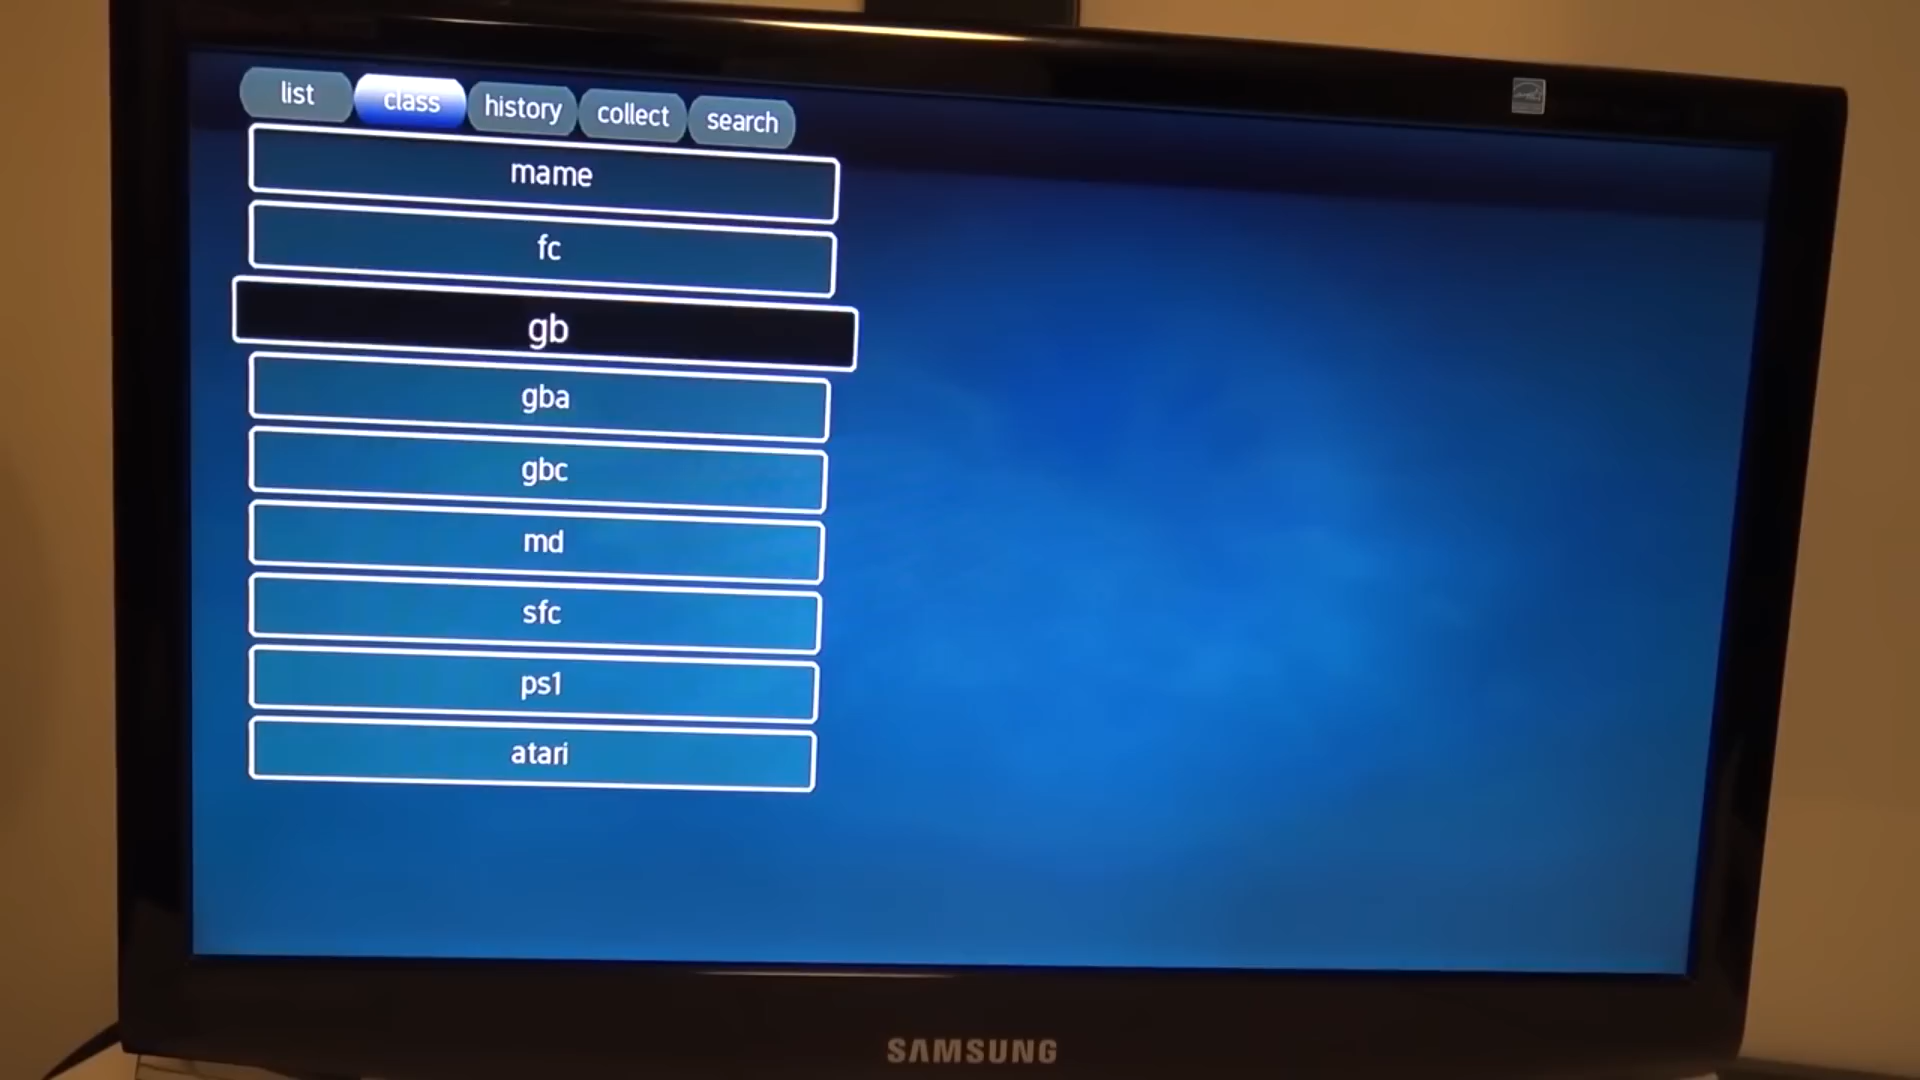 list class history collect search
mame
fc
gb
gba
gbc
md
sfc
ps1
atari
SAMSUNG